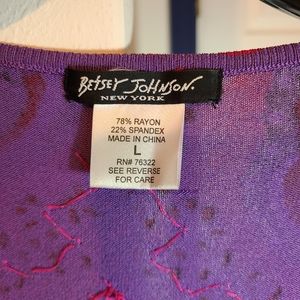 BETSEY JOHNSON.
NEW YORK
78% RAYON
22% SPANDEX
MADE IN CHINA
L
RN# 76322
SEE REVERSE
FOR CARE